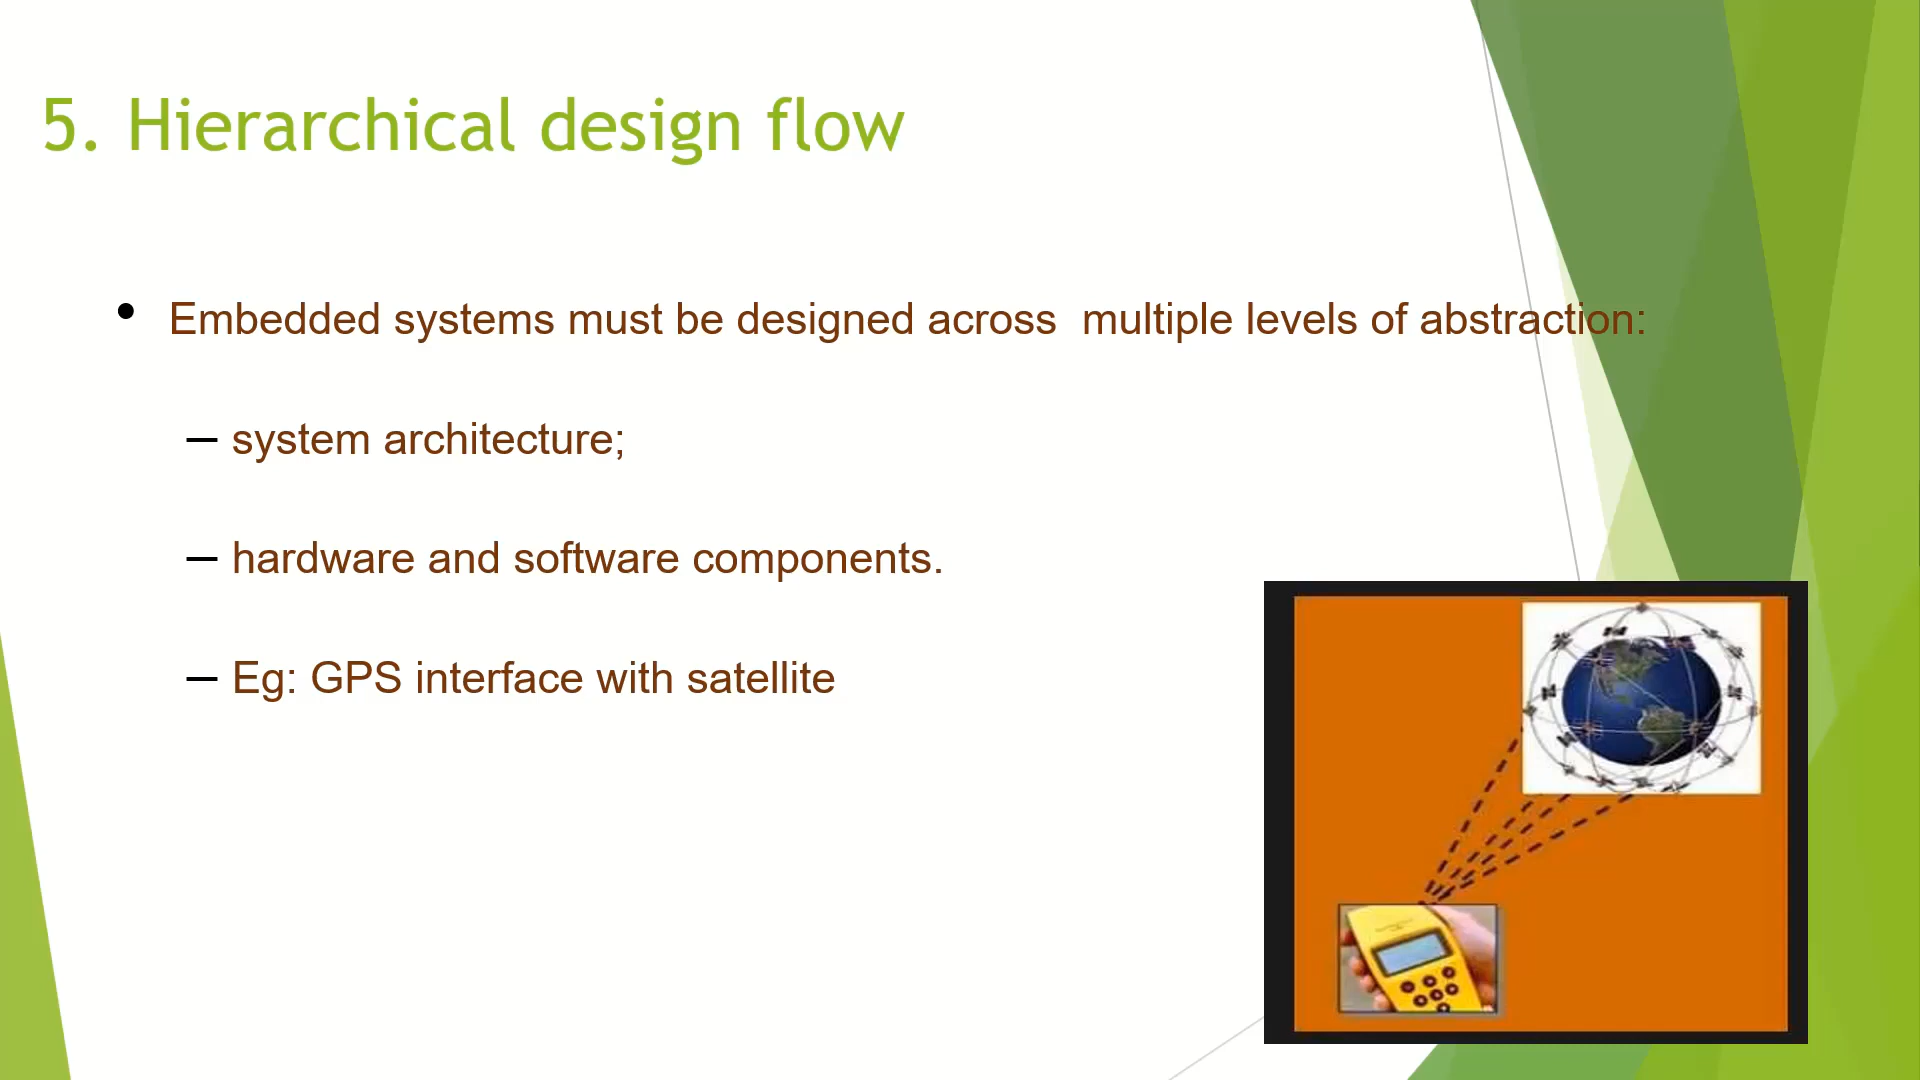 5. Hierarchical design flow
• Embedded systems must be designed across  multiple levels of abstraction:
– system architecture;
– hardware and software components.
– Eg: GPS interface with satellite